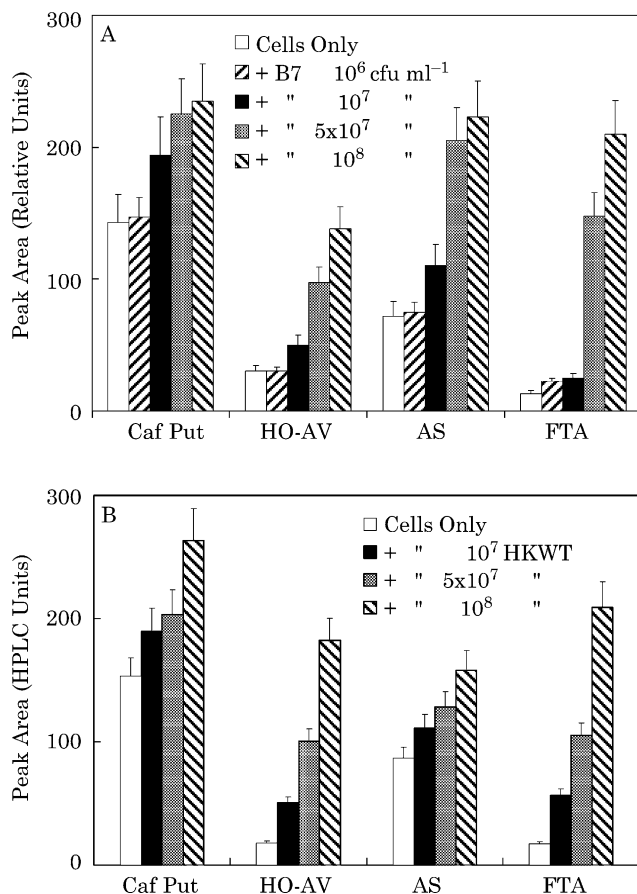 A
Cells Only
+ B7 10⁶ cfu ml⁻¹
+ " 10⁷ "
+ " 5x10⁷ "
+ " 10⁸ "
Peak Area (Relative Units)
300
200
100
0
Caf Put HO-AV AS FTA
B
Cells Only
+ " 10⁷ HKWT
+ " 5x10⁷ "
+ " 10⁸ "
Peak Area (HPLC Units)
300
200
100
0
Caf Put HO-AV AS FTA